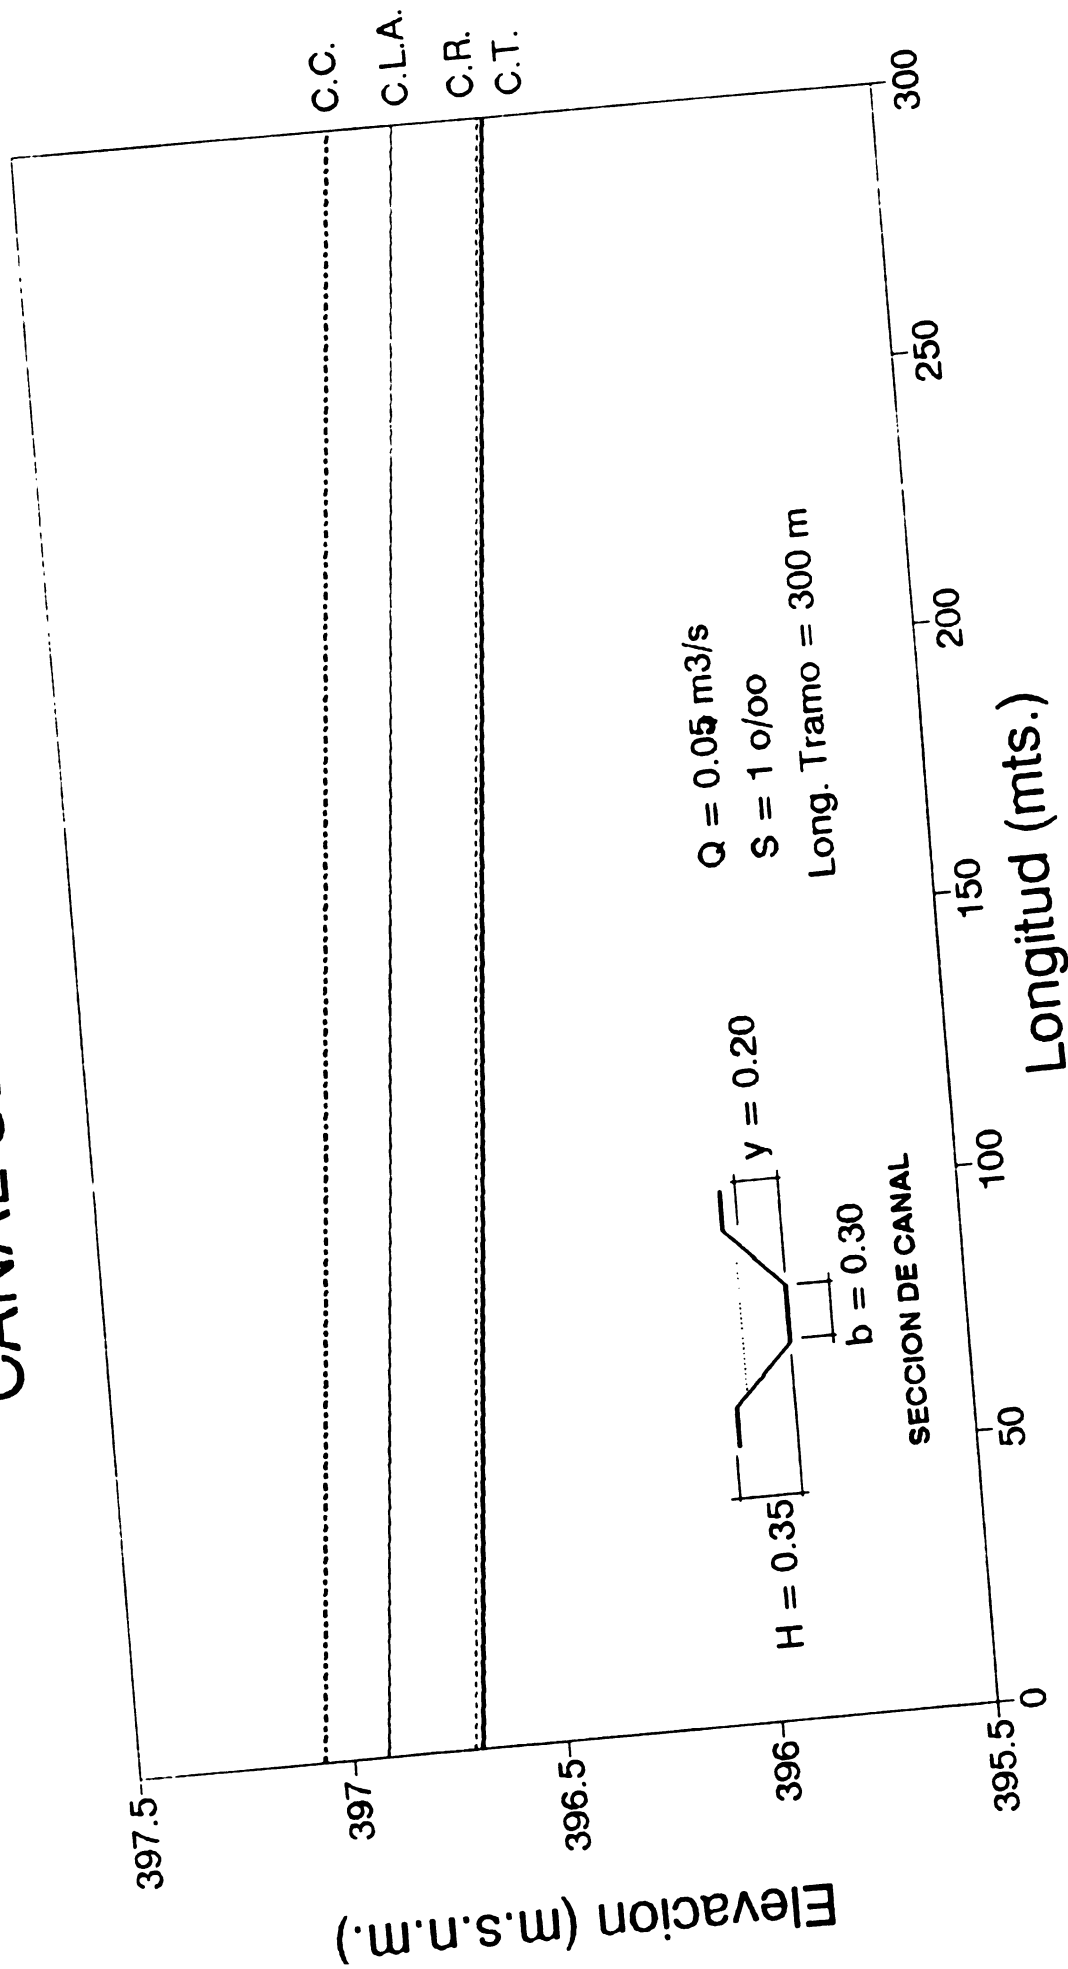 397.5
397
396.5
396
395.5
Elevacion (m.s.n.m.)
C.C.
C.L.A.
C.R.
C.T.
Q = 0.05 m3/s
S = 1 o/oo
Long. Tramo = 300 m
H = 0.35
y = 0.20
b = 0.30
SECCION DE CANAL
0
50
100
150
200
250
300
Longitud (mts.)